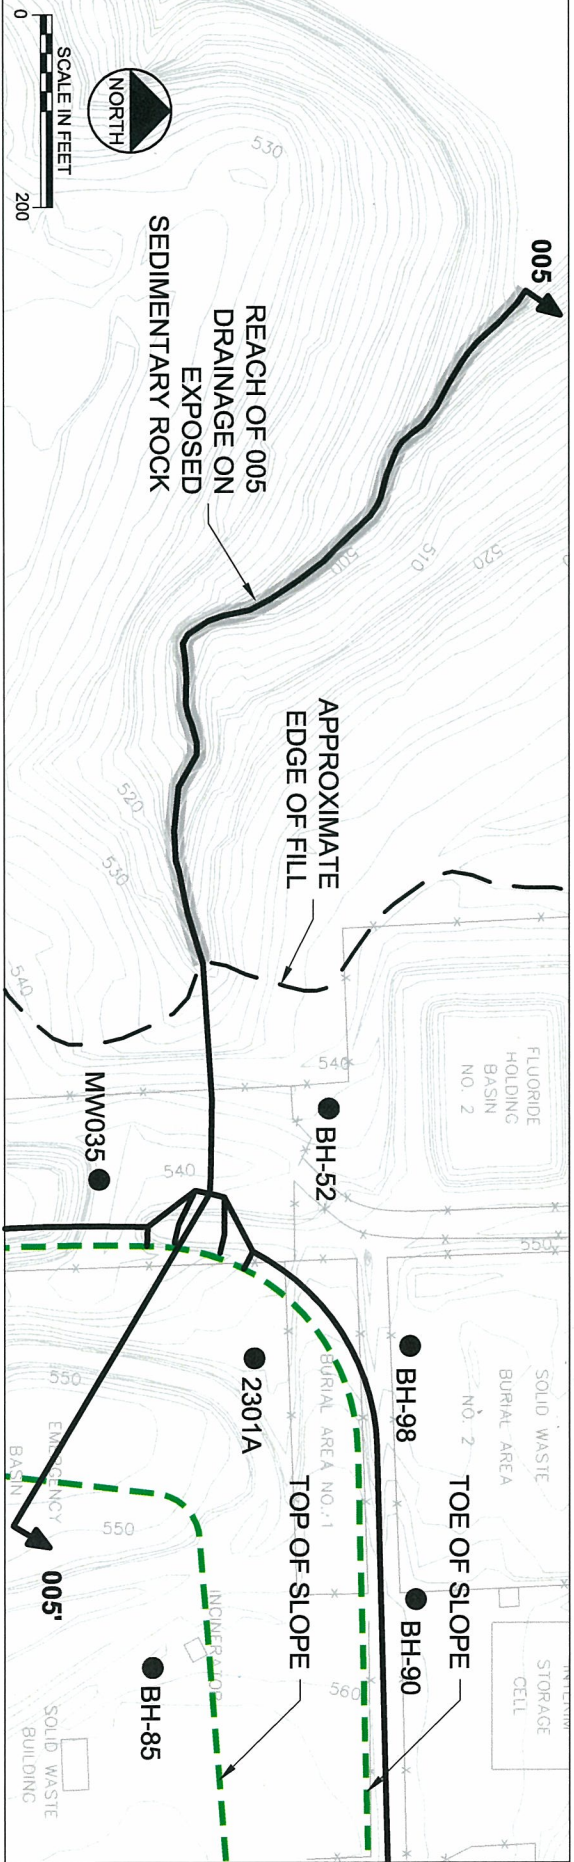 0
SCALE IN FEET
200
NORTH
530
005
REACH OF 005
DRAINAGE ON
EXPOSED
SEDIMENTARY ROCK
500
510
520
APPROXIMATE
EDGE OF FILL
520
530
540
FLUORIDE
HOLDING
BASIN
NO. 2
540
BH-52
MW035
540
550
BH-98
2301A
SOLID WASTE
BURIAL AREA
NO. 2
BURIAL AREA NO. 1
550
EMERGENCY
BASIN
550
TOE OF SLOPE
TOP OF SLOPE
005'
BH-90
BH-85
INCINERATOR
560
INTERIM
STORAGE
CELL
SOLID WASTE
BUILDING